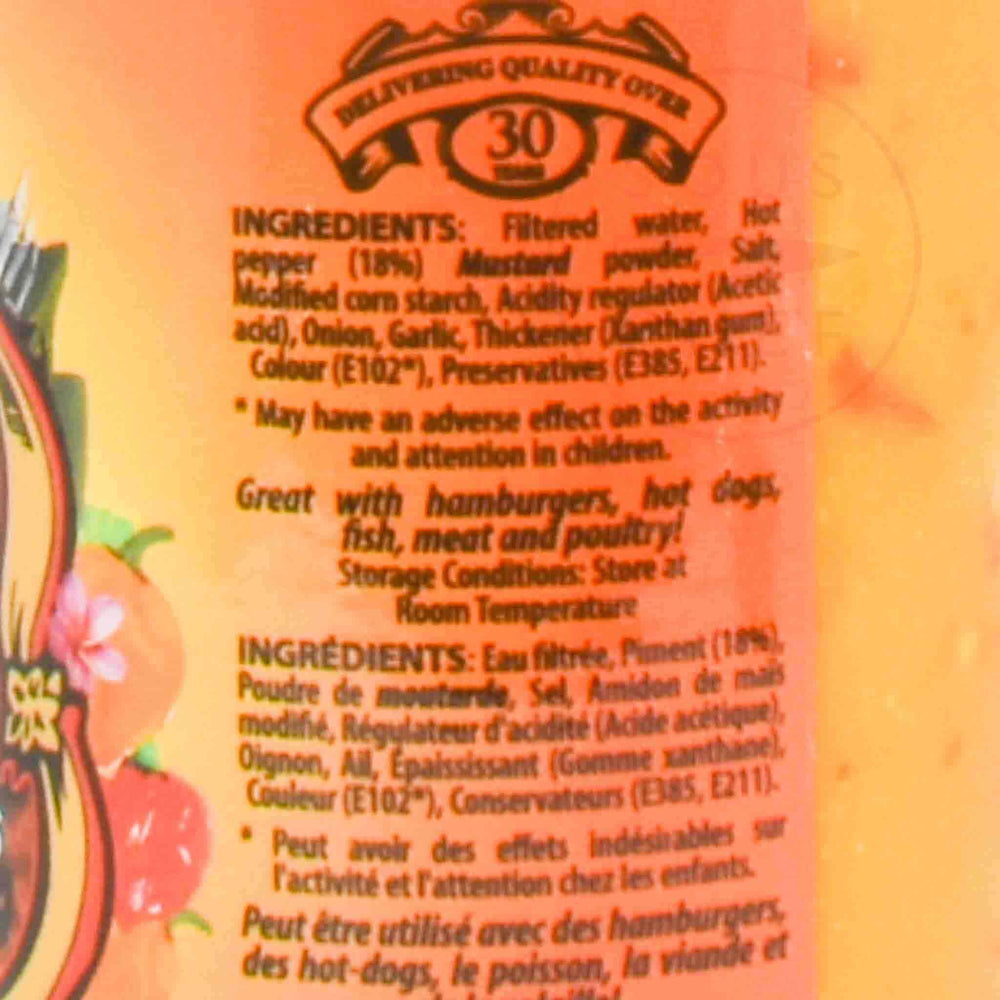 DELIVERING QUALITY OVER
30
YEARS
INGREDIENTS: Filtered water, Hot
pepper (18%) Mustard powder, Salt,
Modified corn starch, Acidity regulator (Acetic
acid), Onion, Garlic, Thickener (Xanthan gum),
Colour (E102*), Preservatives (E385, E211).
* May have an adverse effect on the activity
and attention in children.
Great with hamburgers, hot dogs,
fish, meat and poultry!
Storage Conditions: Store at
Room Temperature
INGRÉDIENTS: Eau filtrée, Piment (18%),
Poudre de moutarde, Sel, Amidon de maïs
modifié, Régulateur d'acidité (Acide acétique),
Oignon, Ail, Épaississant (Gomme xanthane),
Couleur (E102*), Conservateurs (E385, E211).
* Peut avoir des effets indésirables sur
l'activité et l'attention chez les enfants.
Peut être utilisé avec des hamburgers,
des hot-dogs, le poisson, la viande et